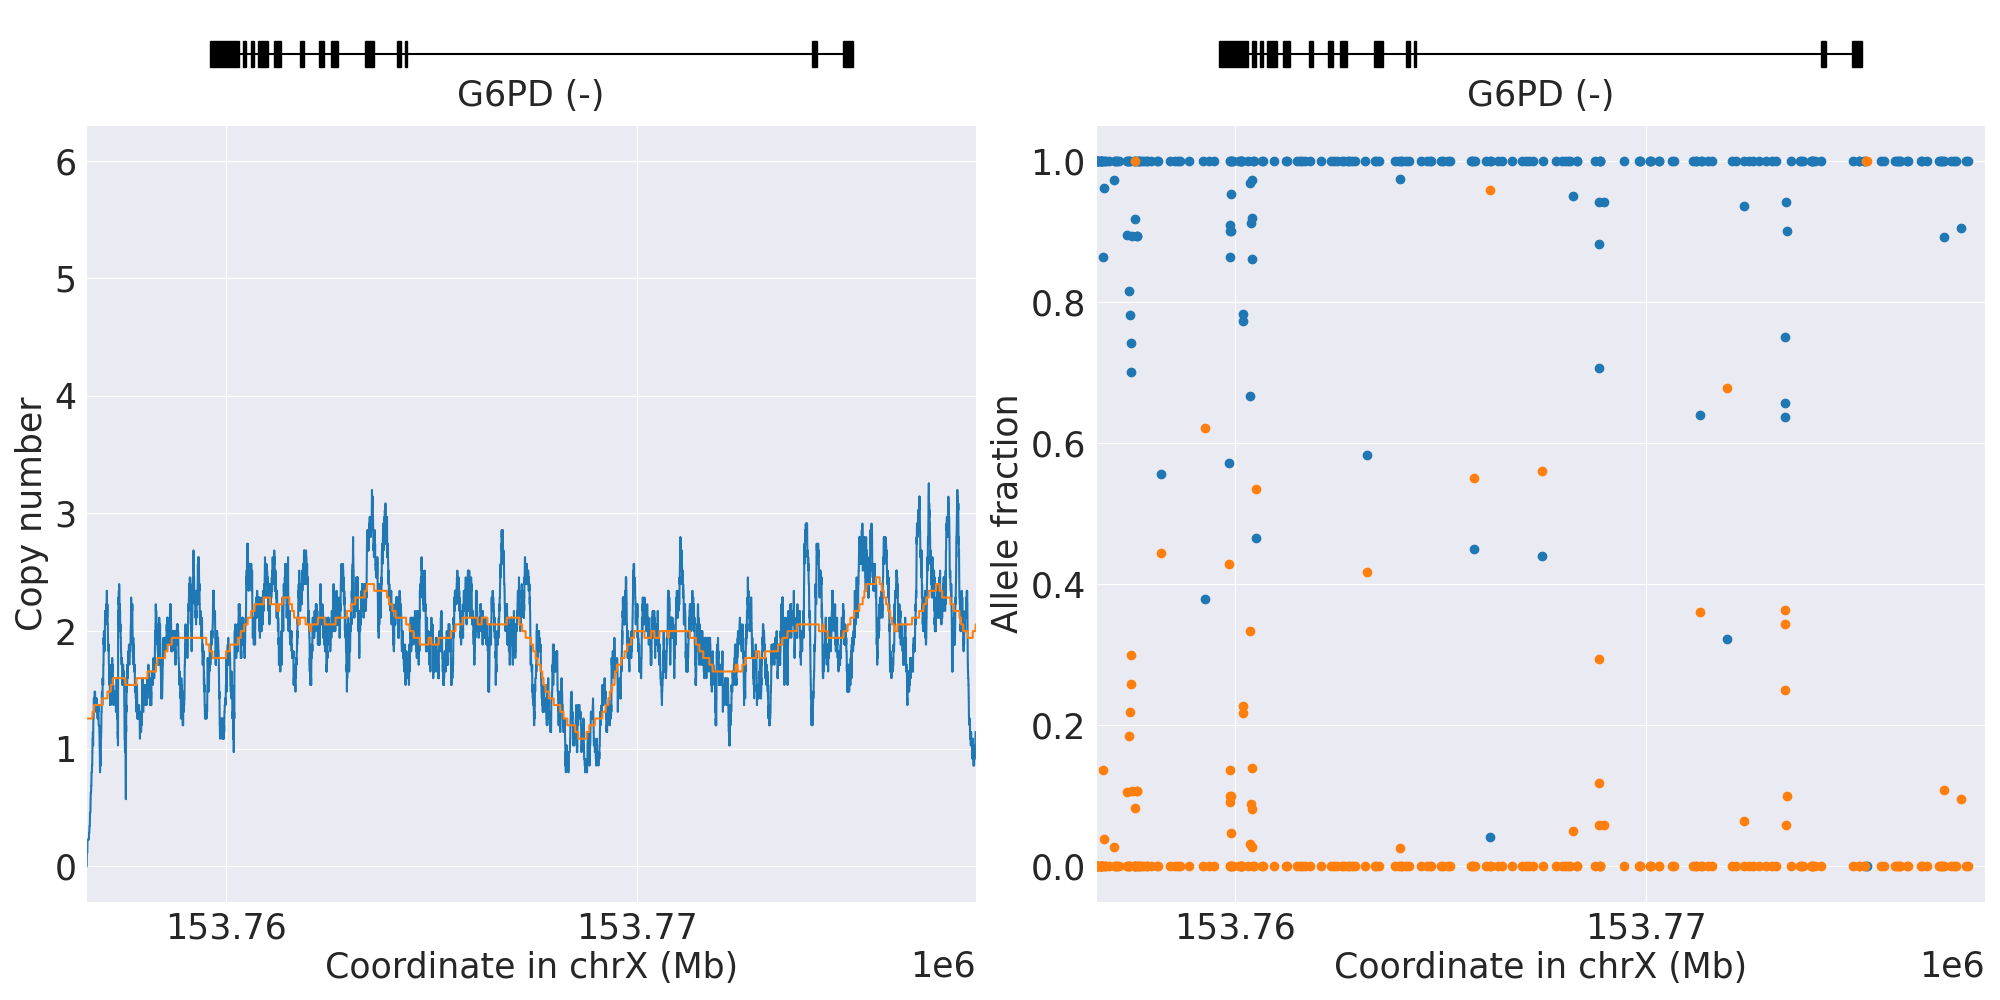 G6PD (-)
6
5
4
3
2
1
0
Copy number
153.76
153.77
Coordinate in chrX (Mb)
1e6
G6PD (-)
1.0
0.8
0.6
0.4
0.2
0.0
Allele fraction
153.76
153.77
Coordinate in chrX (Mb)
1e6